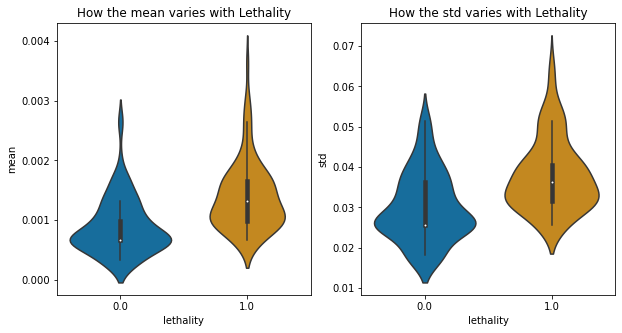 How the mean varies with Lethality
mean
0.004
0.003
0.002
0.001
0.000
0.0
1.0
lethality
How the std varies with Lethality
std
0.07
0.06
0.05
0.04
0.03
0.02
0.01
0.0
1.0
lethality